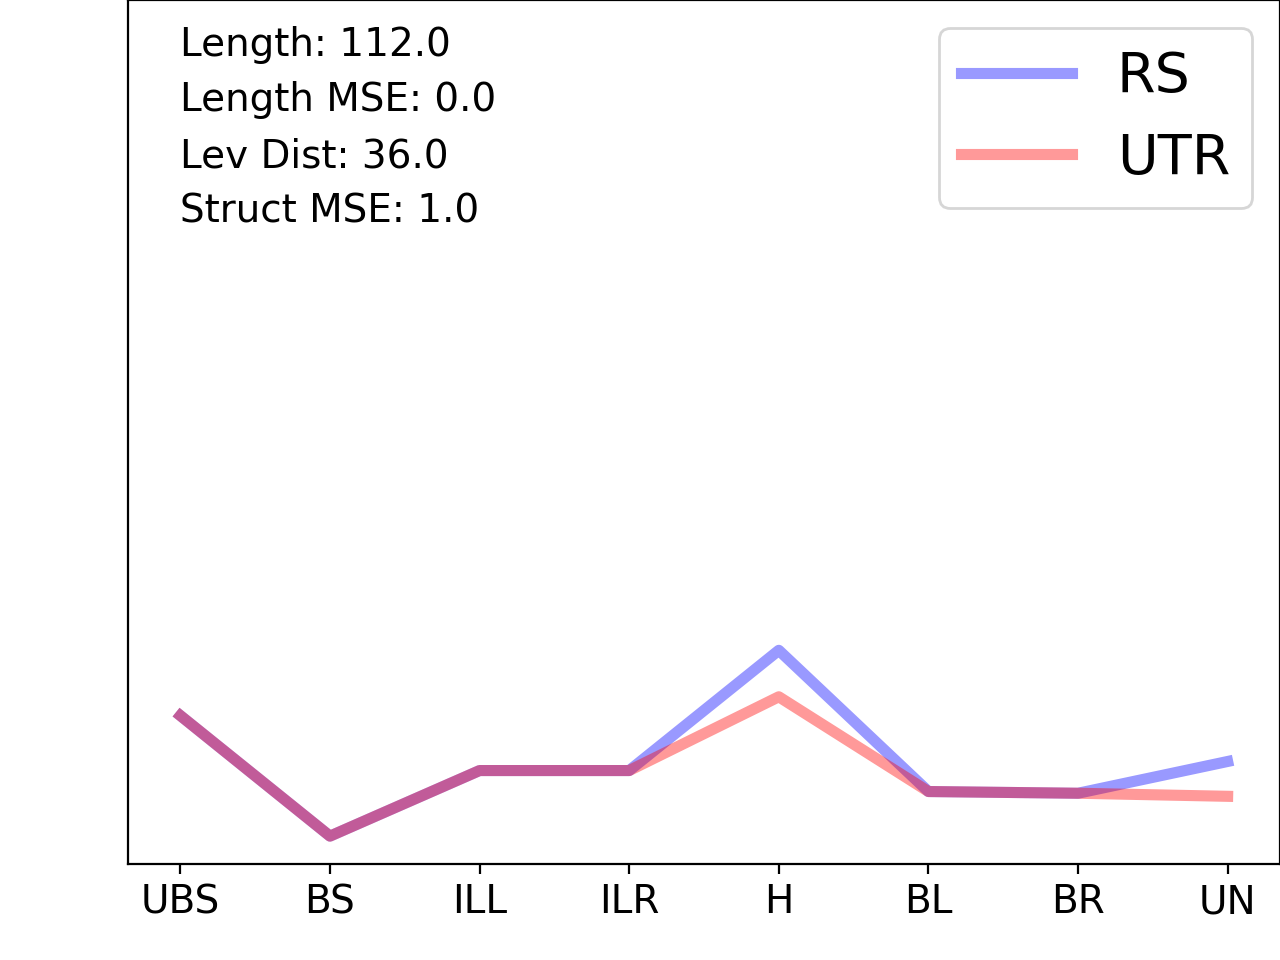 Length: 112.0
Length MSE: 0.0
Lev Dist: 36.0
Struct MSE: 1.0
RS
UTR
UBS BS ILL ILR H BL BR UN